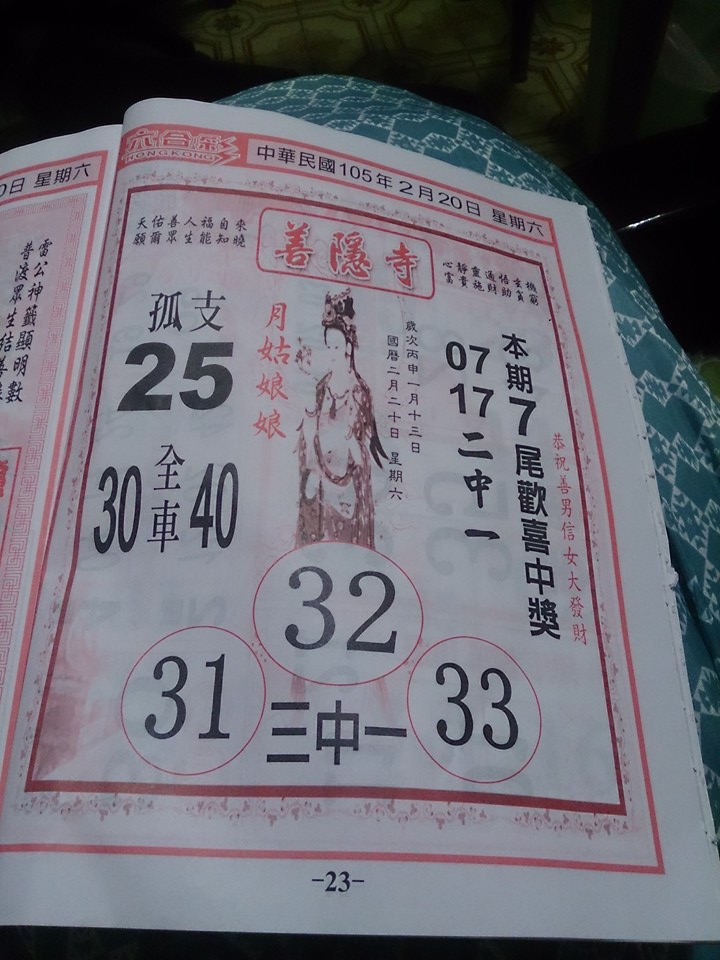 六合彩
HONGKONG
中華民國105年2月20日 星期六
0日 星期六
雷公神籤顯明數
普渡眾生結善
天佑善人福自來
願爾眾生能知曉
善隱寺
心靜靈通悟玄機
富貴施財助貧窮
孤支
25
全車
30 40
月姑娘娘
歲次丙申一月十三日
國曆二月二十日 星期六
本期7尾歡喜中獎
07
17
二中一
恭祝善男信女大發財
32
31
33
三中一
-23-